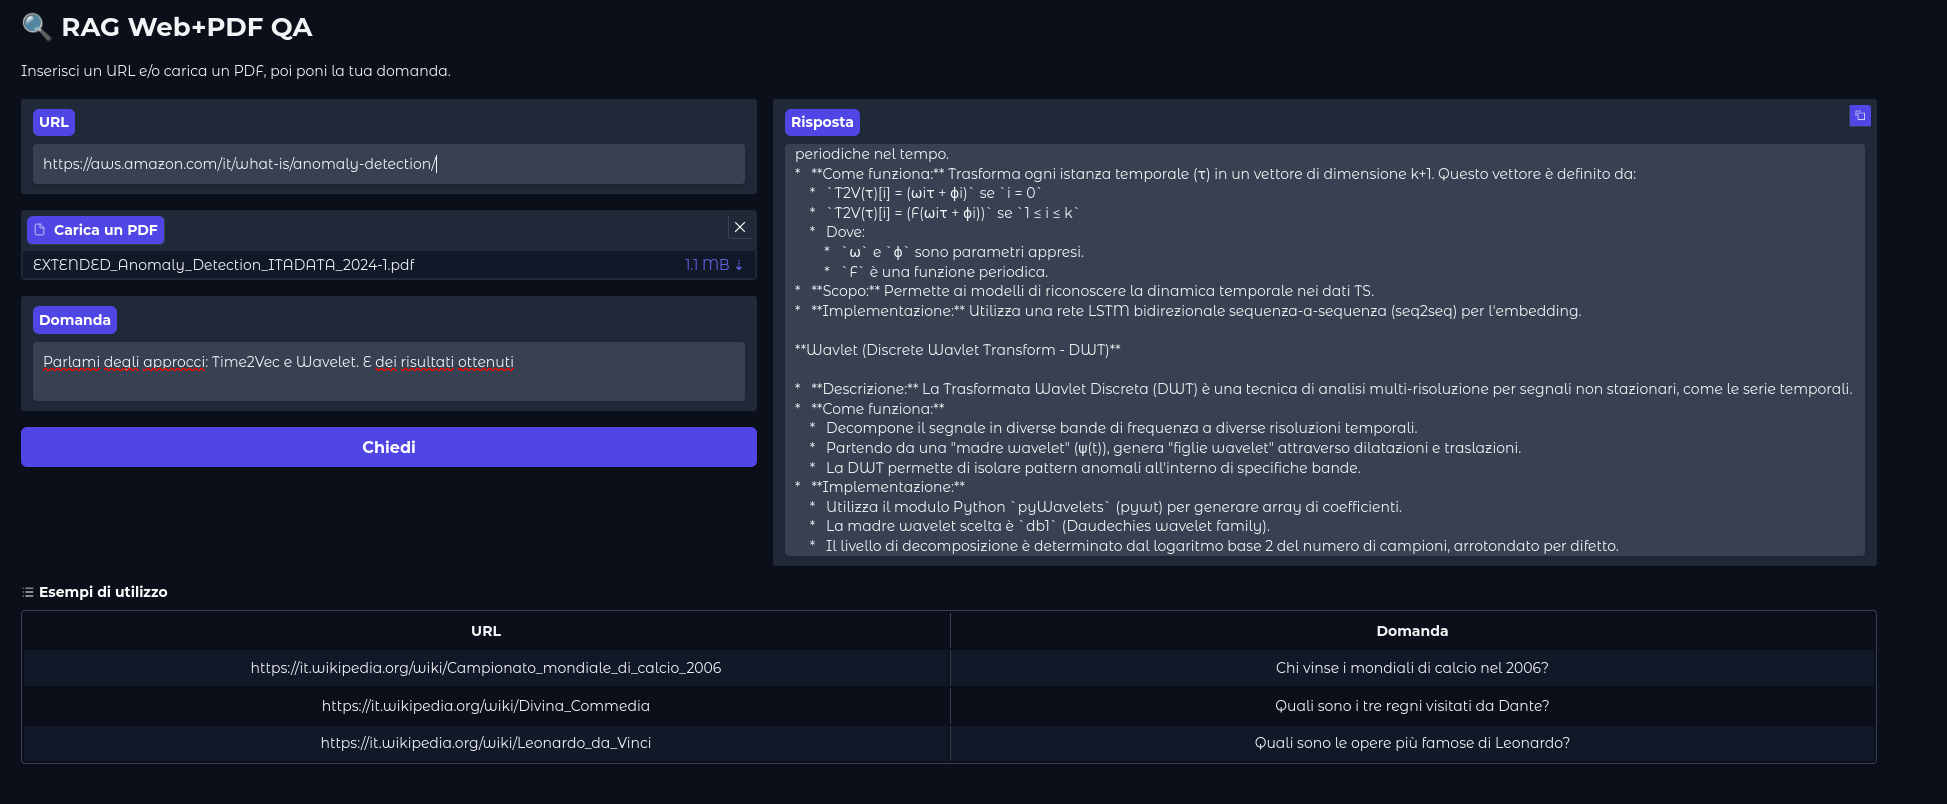 🔍 RAG Web+PDF QA
Inserisci un URL e/o carica un PDF, poi poni la tua domanda.
URL
https://aws.amazon.com/it/what-is/anomaly-detection/
Carica un PDF
EXTENDED_Anomaly_Detection_ITADATA_2024-1.pdf 1.1 MB ↓
Domanda
Parlami degli approcci: Time2Vec e Wavelet. E dei risultati ottenuti
Chiedi
Risposta
periodiche nel tempo.
* **Come funziona:** Trasforma ogni istanza temporale (τ) in un vettore di dimensione k+1. Questo vettore è definito da:
* `T2V(τ)[i] = (ωiτ + ϕi)` se `i = 0`
* `T2V(τ)[i] = (F(ωiτ + ϕi))` se `1 ≤ i ≤ k`
* Dove:
* `ω` e `ϕ` sono parametri appresi.
* `F` è una funzione periodica.
* **Scopo:** Permette ai modelli di riconoscere la dinamica temporale nei dati TS.
* **Implementazione:** Utilizza una rete LSTM bidirezionale sequenza-a-sequenza (seq2seq) per l'embedding.
**Wavlet (Discrete Wavlet Transform - DWT)**
* **Descrizione:** La Trasformata Wavlet Discreta (DWT) è una tecnica di analisi multi-risoluzione per segnali non stazionari, come le serie temporali.
* **Come funziona:**
* Decompone il segnale in diverse bande di frequenza a diverse risoluzioni temporali.
* Partendo da una "madre wavelet" (ψ(t)), genera "figlie wavelet" attraverso dilatazioni e traslazioni.
* La DWT permette di isolare pattern anomali all'interno di specifiche bande.
* **Implementazione:**
* Utilizza il modulo Python `pyWavelets` (pywt) per generare array di coefficienti.
* La madre wavelet scelta è `db1` (Daudechies wavelet family).
* Il livello di decomposizione è determinato dal logaritmo base 2 del numero di campioni, arrotondato per difetto.
Esempi di utilizzo
URL Domanda
https://it.wikipedia.org/wiki/Campionato_mondiale_di_calcio_2006 Chi vinse i mondiali di calcio nel 2006?
https://it.wikipedia.org/wiki/Divina_Commedia Quali sono i tre regni visitati da Dante?
https://it.wikipedia.org/wiki/Leonardo_da_Vinci Quali sono le opere più famose di Leonardo?